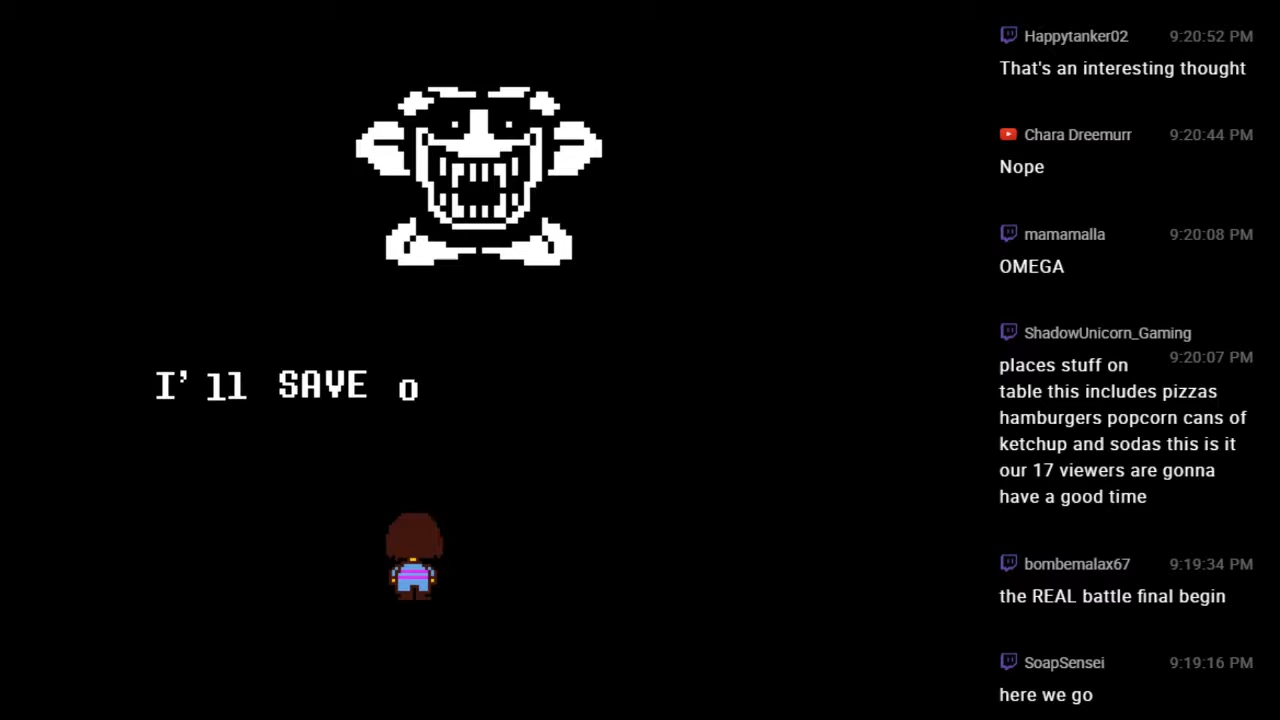 I'll SAVE o
Happytanker02 9:20:52 PM
That's an interesting thought
Chara Dreemurr 9:20:44 PM
Nope
mamamalla 9:20:08 PM
OMEGA
ShadowUnicorn_Gaming
9:20:07 PM
places stuff on
table this includes pizzas
hamburgers popcorn cans of
ketchup and sodas this is it
our 17 viewers are gonna
have a good time
bombemalax67 9:19:34 PM
the REAL battle final begin
SoapSensei 9:19:16 PM
here we go